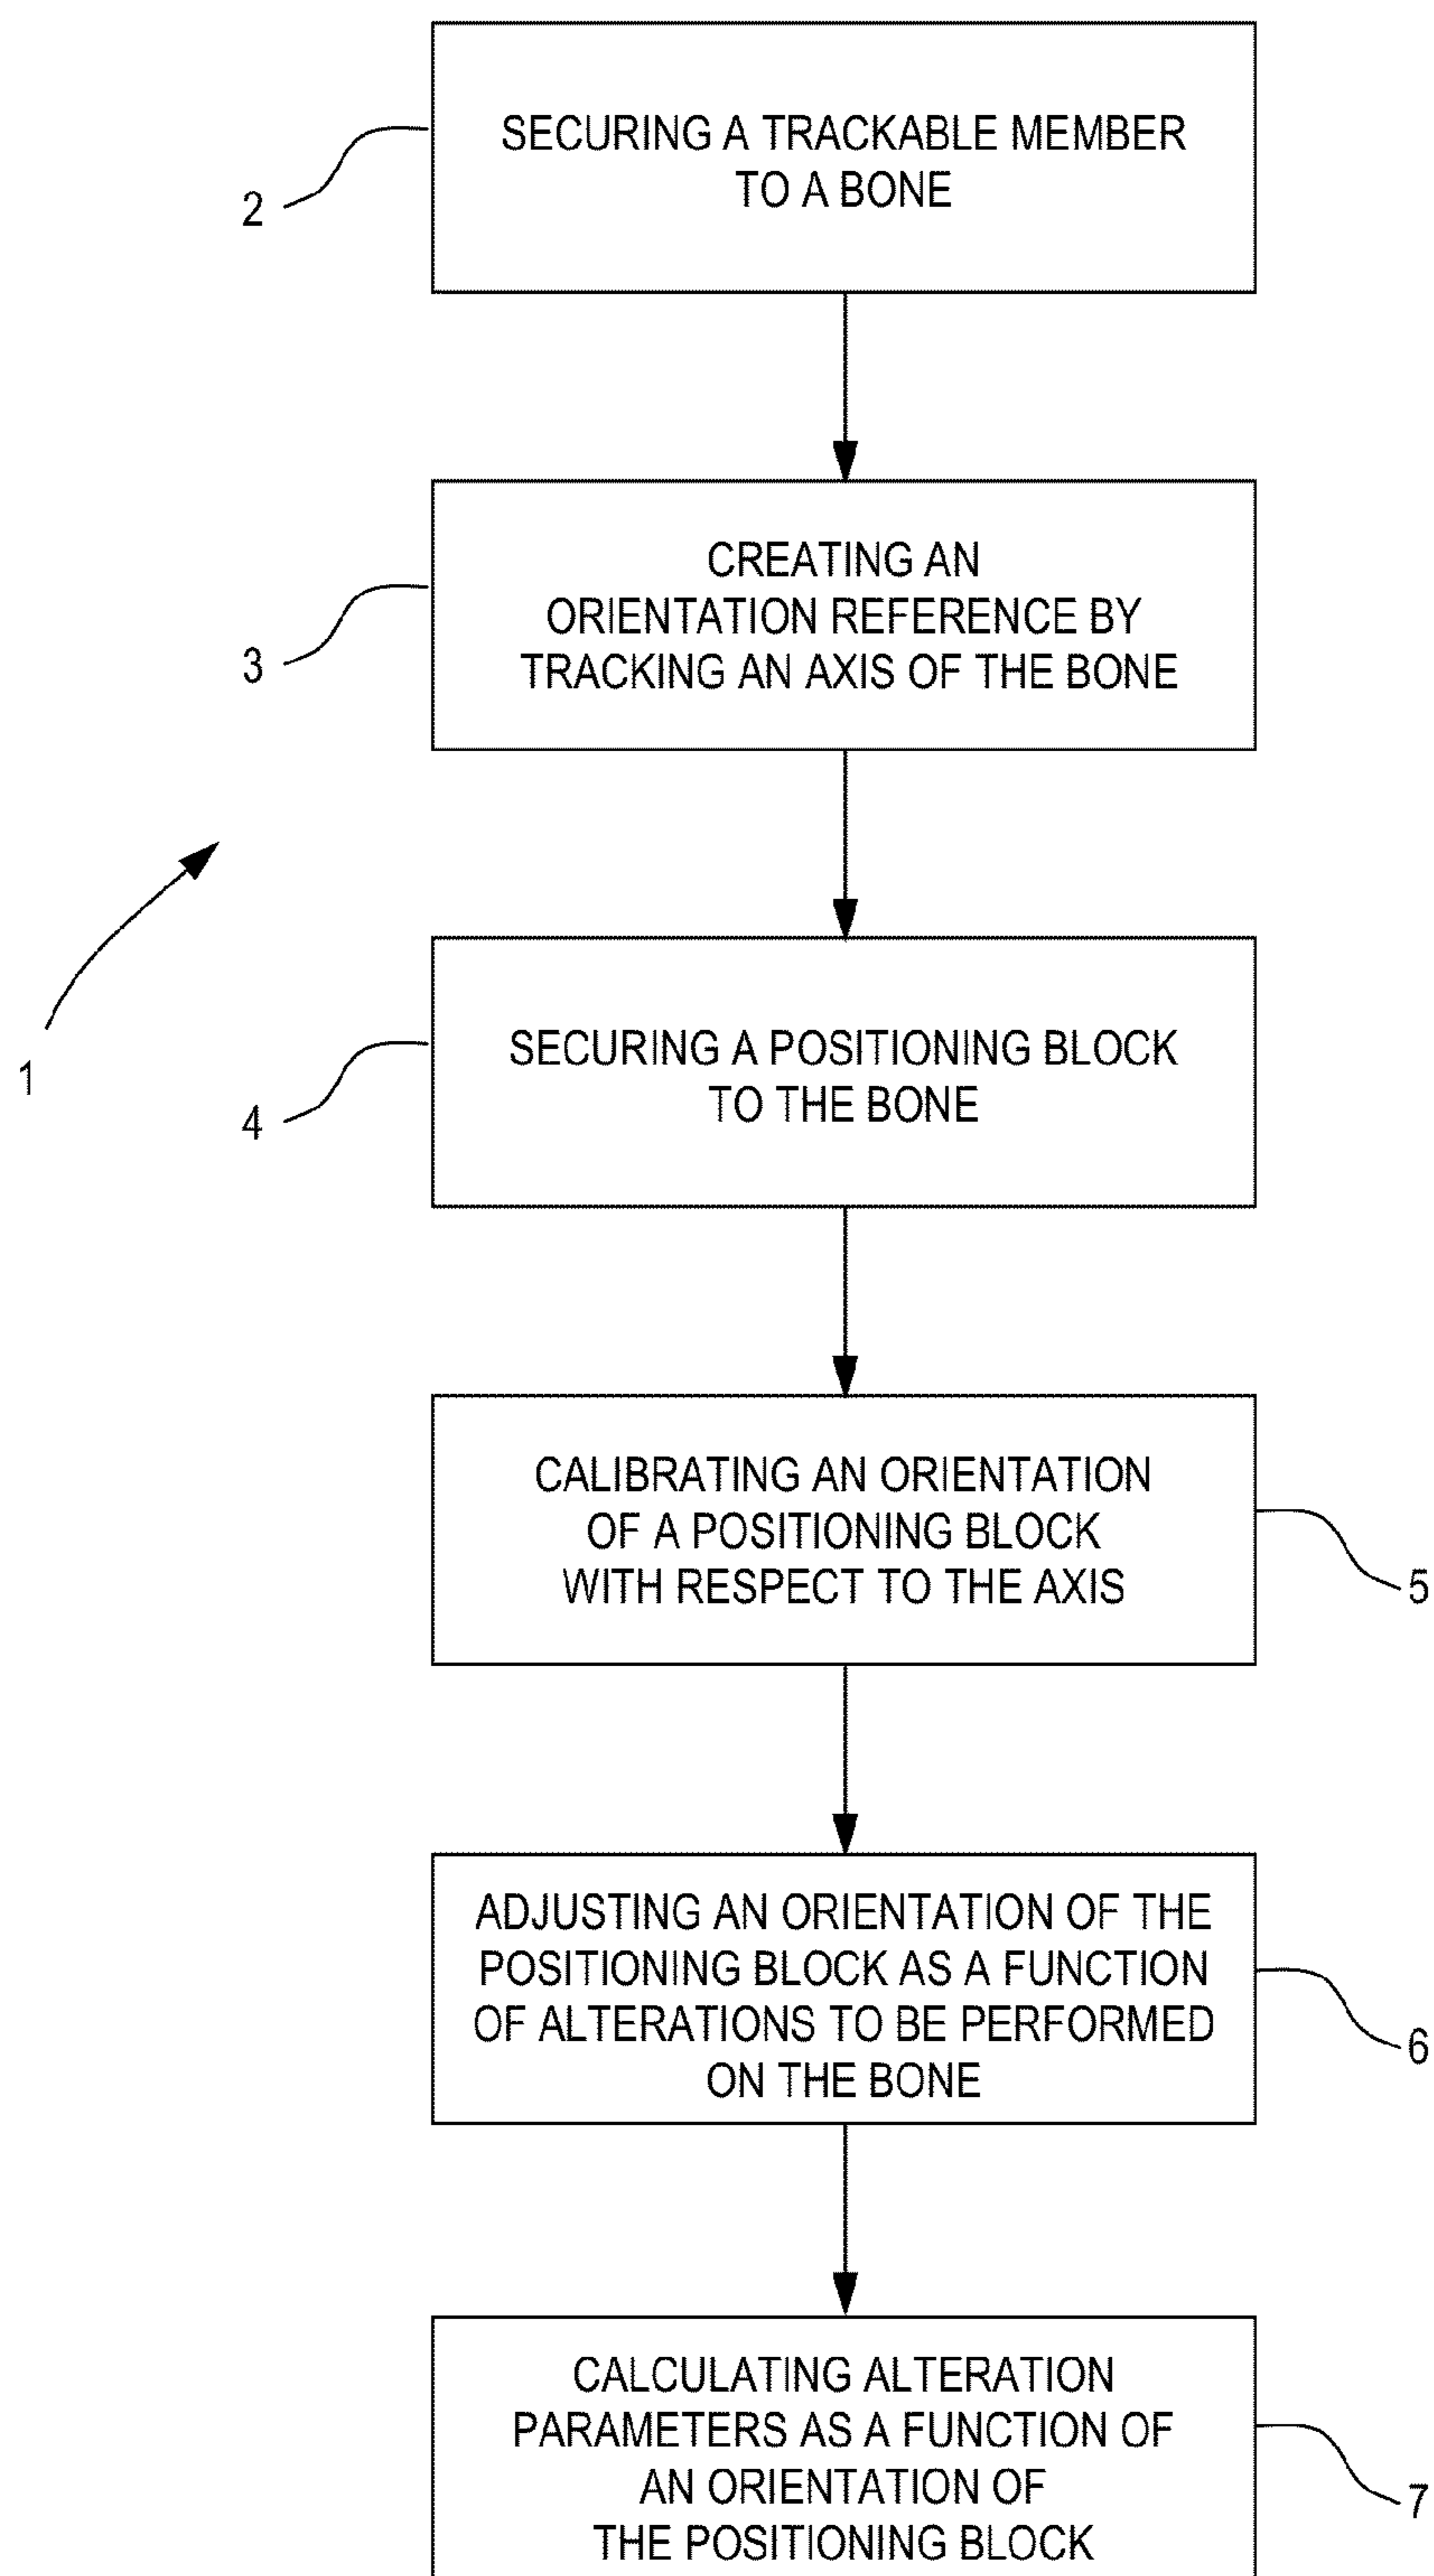 SECURING A TRACKABLE MEMBER
TO A BONE
2
CREATING AN
ORIENTATION REFERENCE BY
TRACKING AN AXIS OF THE BONE
3
1
SECURING A POSITIONING BLOCK
TO THE BONE
4
CALIBRATING AN ORIENTATION
OF A POSITIONING BLOCK
WITH RESPECT TO THE AXIS
5
ADJUSTING AN ORIENTATION OF THE
POSITIONING BLOCK AS A FUNCTION
OF ALTERATIONS TO BE PERFORMED
ON THE BONE
6
CALCULATING ALTERATION
PARAMETERS AS A FUNCTION OF
AN ORIENTATION OF
THE POSITIONING BLOCK
7